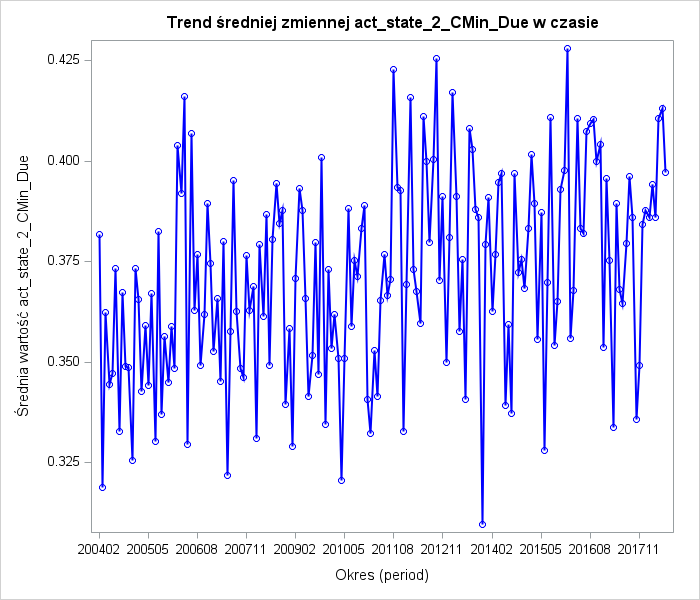 Trend średniej zmiennej act_state_2_CMin_Due w czasie
Średnia wartość act_state_2_CMin_Due
0.425
0.400
0.375
0.350
0.325
200402 200505 200608 200711 200902 201005 201108 201211 201402 201505 201608 201711
Okres (period)